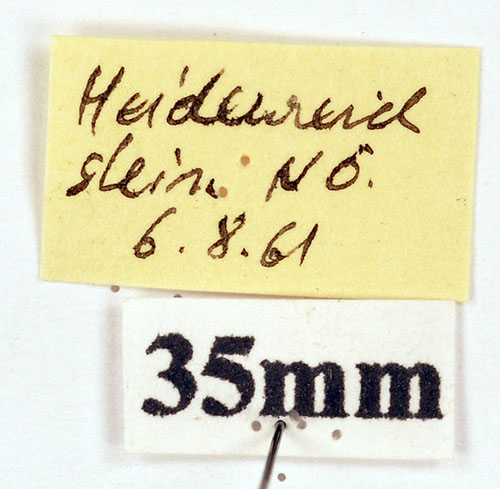 Heidenreich
stein. NÖ.
6.8.61
35mm